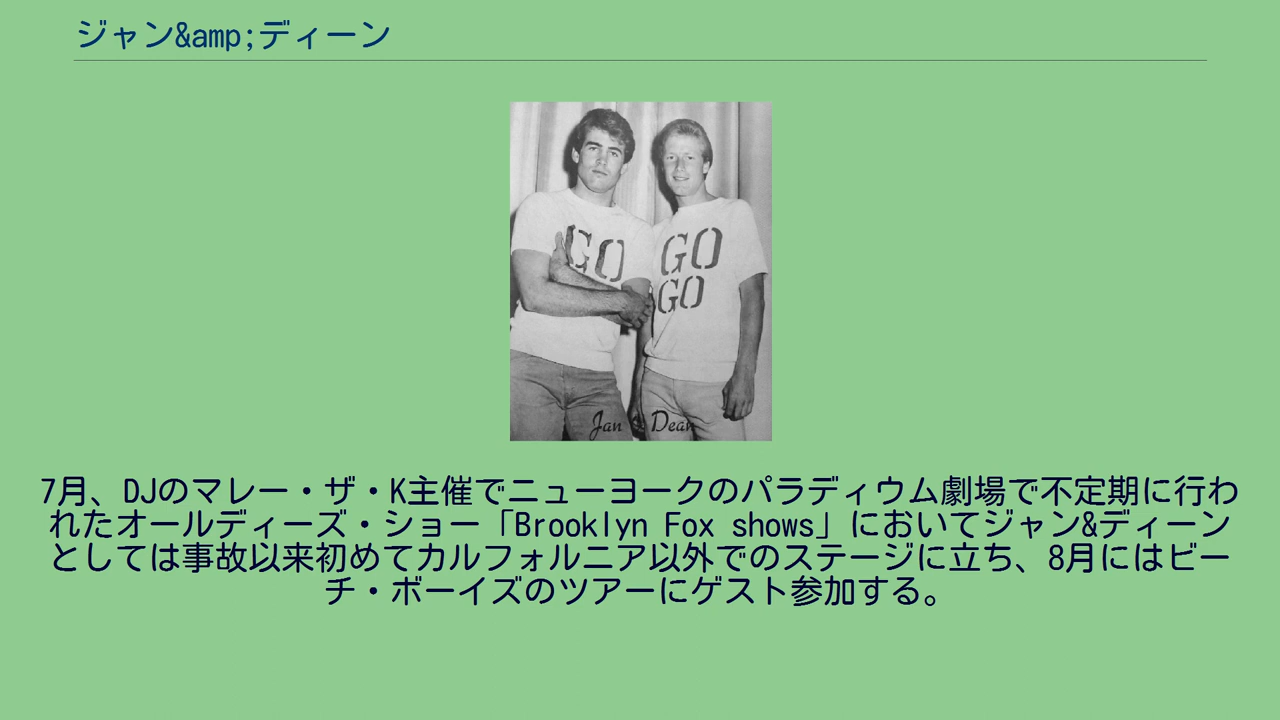 ジャン&amp;ディーン
GO
GO
GO
Jan & Dean
7月、DJのマレー・ザ・K主催でニューヨークのパラディウム劇場で不定期に行わ
れたオールディーズ・ショー「Brooklyn Fox shows」においてジャン&ディーン
としては事故以来初めてカルフォルニア以外でのステージに立ち、8月にはビー
チ・ボーイズのツアーにゲスト参加する。